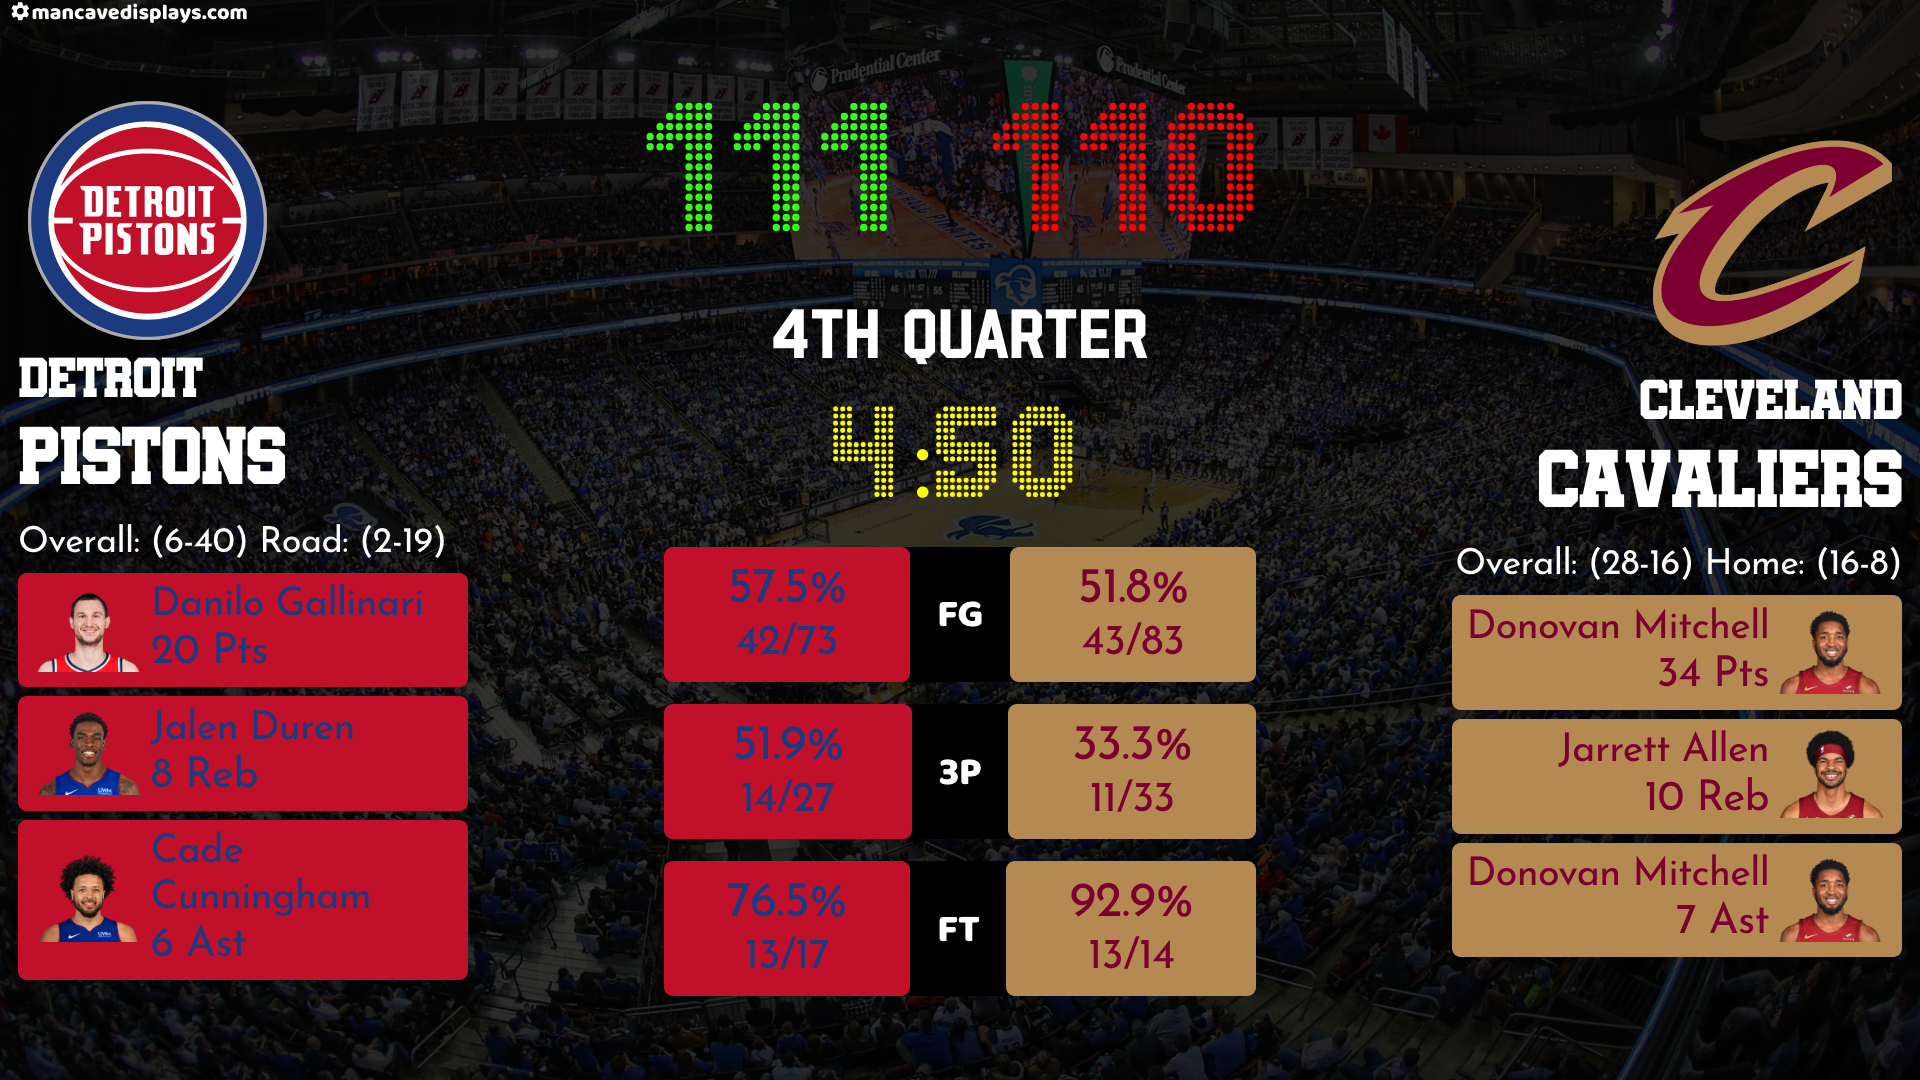 mancavedisplays.com
Prudential Center
Prudential Center
111 110
DETROIT
PISTONS
4TH QUARTER
4:50
DETROIT
PISTONS
Overall: (6-40) Road: (2-19)
Danilo Gallinari
20 Pts
Jalen Duren
8 Reb
Cade
Cunningham
6 Ast
57.5% FG 51.8%
42/73 43/83
51.9% 3P 33.3%
14/27 11/33
76.5% FT 92.9%
13/17 13/14
CLEVELAND
CAVALIERS
Overall: (28-16) Home: (16-8)
Donovan Mitchell
34 Pts
Jarrett Allen
10 Reb
Donovan Mitchell
7 Ast